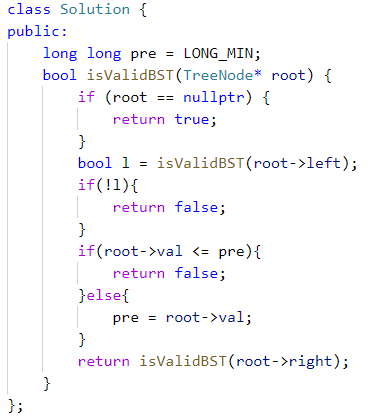 class Solution {
public:
    long long pre = LONG_MIN;
    bool isValidBST(TreeNode* root) {
        if (root == nullptr) {
            return true;
        }
        bool l = isValidBST(root->left);
        if(!l){
            return false;
        }
        if(root->val <= pre){
            return false;
        }else{
            pre = root->val;
        }
        return isValidBST(root->right);
    }
};